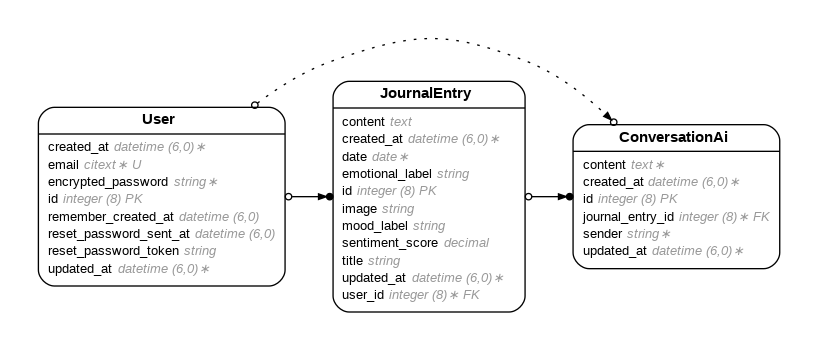 User
created_at datetime (6,0)∗
email citext∗ U
encrypted_password string∗
id integer (8) PK
remember_created_at datetime (6,0)
reset_password_sent_at datetime (6,0)
reset_password_token string
updated_at datetime (6,0)∗
JournalEntry
content text
created_at datetime (6,0)∗
date date∗
emotional_label string
id integer (8) PK
image string
mood_label string
sentiment_score decimal
title string
updated_at datetime (6,0)∗
user_id integer (8)∗ FK
ConversationAi
content text∗
created_at datetime (6,0)∗
id integer (8) PK
journal_entry_id integer (8)∗ FK
sender string∗
updated_at datetime (6,0)∗